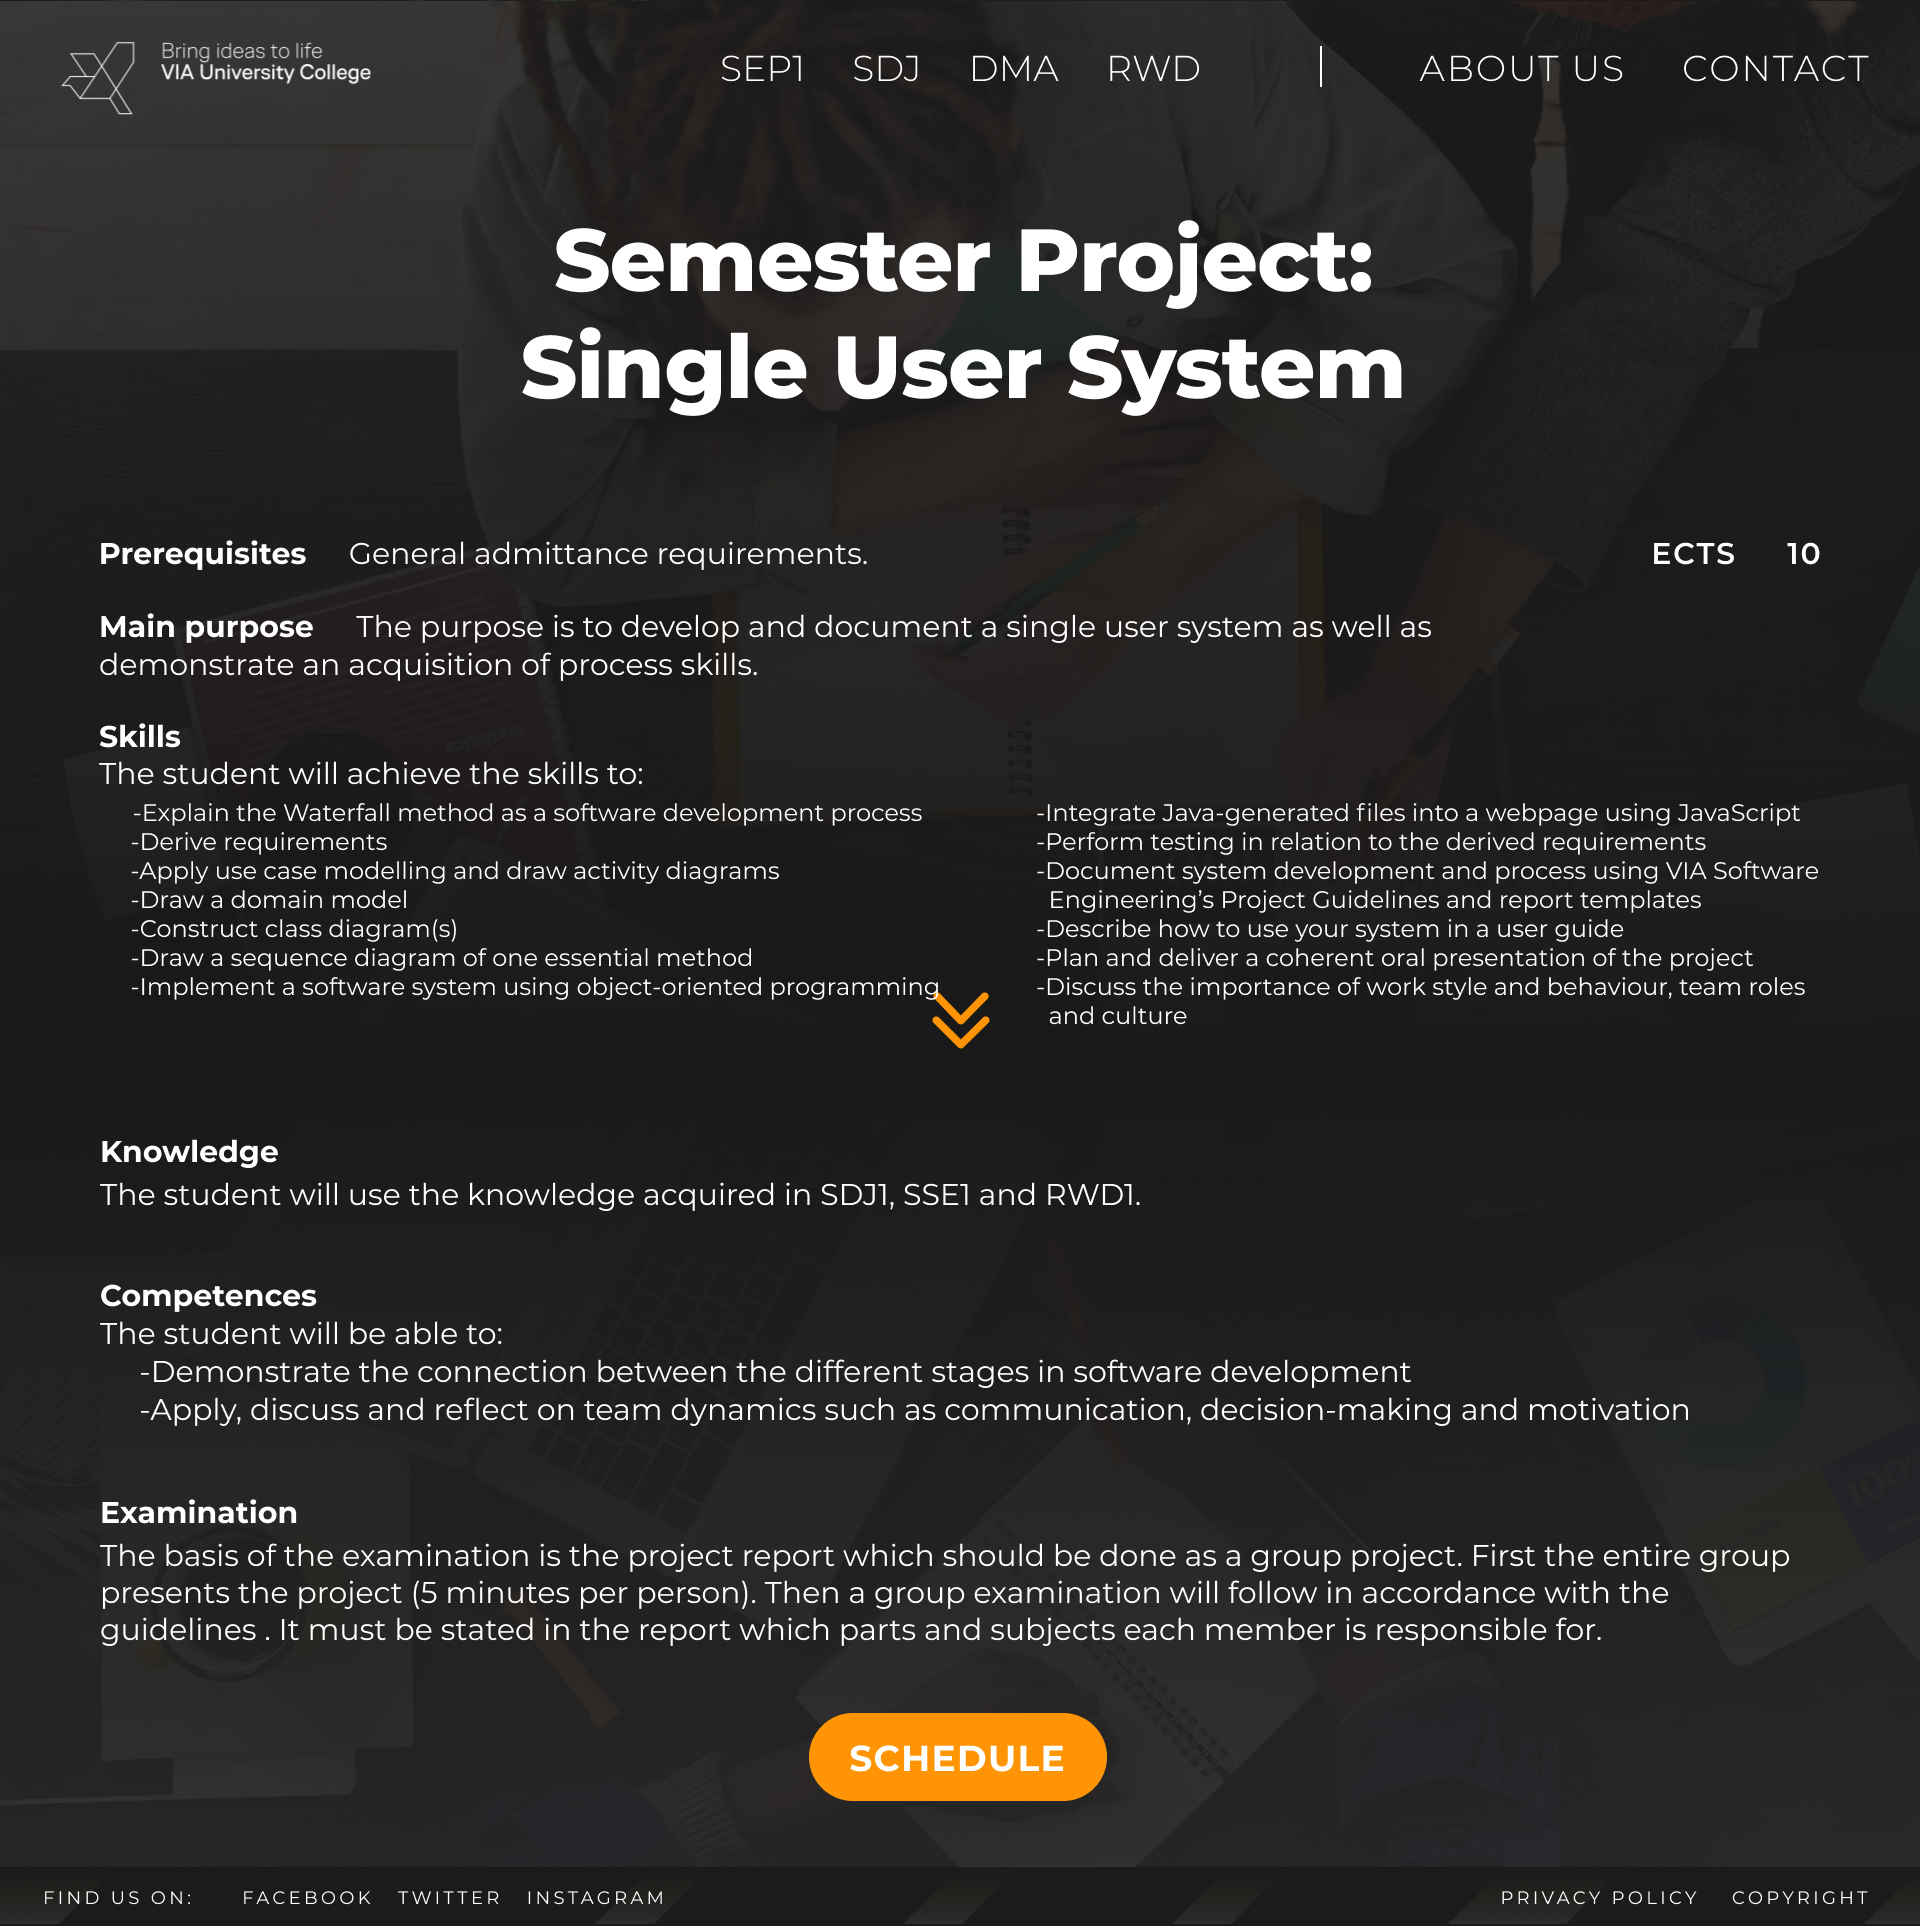 Bring ideas to life
VIA University College
SEP1 SDJ DMA RWD ABOUT US CONTACT
Semester Project:
Single User System
Prerequisites General admittance requirements.
ECTS 10
Main purpose The purpose is to develop and document a single user system as well as
demonstrate an acquisition of process skills.
Skills
The student will achieve the skills to:
-Explain the Waterfall method as a software development process
-Derive requirements
-Apply use case modelling and draw activity diagrams
-Draw a domain model
-Construct class diagram(s)
-Draw a sequence diagram of one essential method
-Implement a software system using object-oriented programming
-Integrate Java-generated files into a webpage using JavaScript
-Perform testing in relation to the derived requirements
-Document system development and process using VIA Software
Engineering’s Project Guidelines and report templates
-Describe how to use your system in a user guide
-Plan and deliver a coherent oral presentation of the project
-Discuss the importance of work style and behaviour, team roles
and culture
Knowledge
The student will use the knowledge acquired in SDJ1, SSE1 and RWD1.
Competences
The student will be able to:
-Demonstrate the connection between the different stages in software development
-Apply, discuss and reflect on team dynamics such as communication, decision-making and motivation
Examination
The basis of the examination is the project report which should be done as a group project. First the entire group
presents the project (5 minutes per person). Then a group examination will follow in accordance with the
guidelines . It must be stated in the report which parts and subjects each member is responsible for.
SCHEDULE
FIND US ON: FACEBOOK TWITTER INSTAGRAM
PRIVACY POLICY COPYRIGHT
Statistics